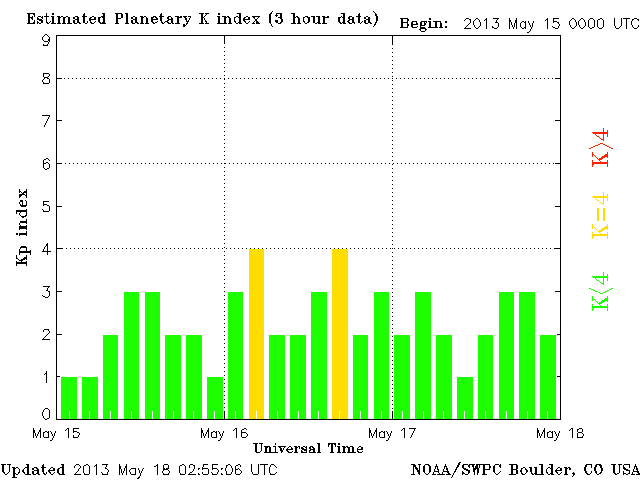 Estimated Planetary K index (3 hour data) Begin: 2013 May 15 0000 UTC
9
8
7
6
5
4
3
2
1
0
Kp index
May 15 May 16 May 17 May 18
Universal Time
K>4
K=4
K<4
Updated 2013 May 18 02:55:06 UTC NOAA/SWPC Boulder, CO USA